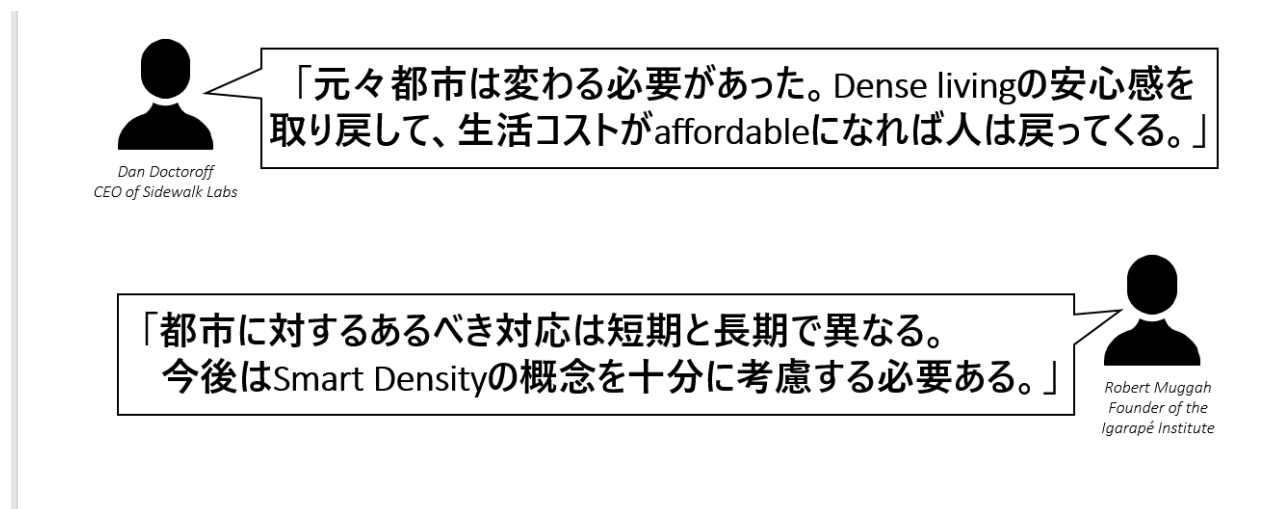 「元々都市は変わる必要があった。Dense livingの安心感を
取り戻して、生活コストがaffordableになれば人は戻ってくる。」
Dan Doctoroff
CEO of Sidewalk Labs
「都市に対するあるべき対応は短期と長期で異なる。
今後はSmart Densityの概念を十分に考慮する必要ある。」
Robert Muggah
Founder of the
Igarapé Institute